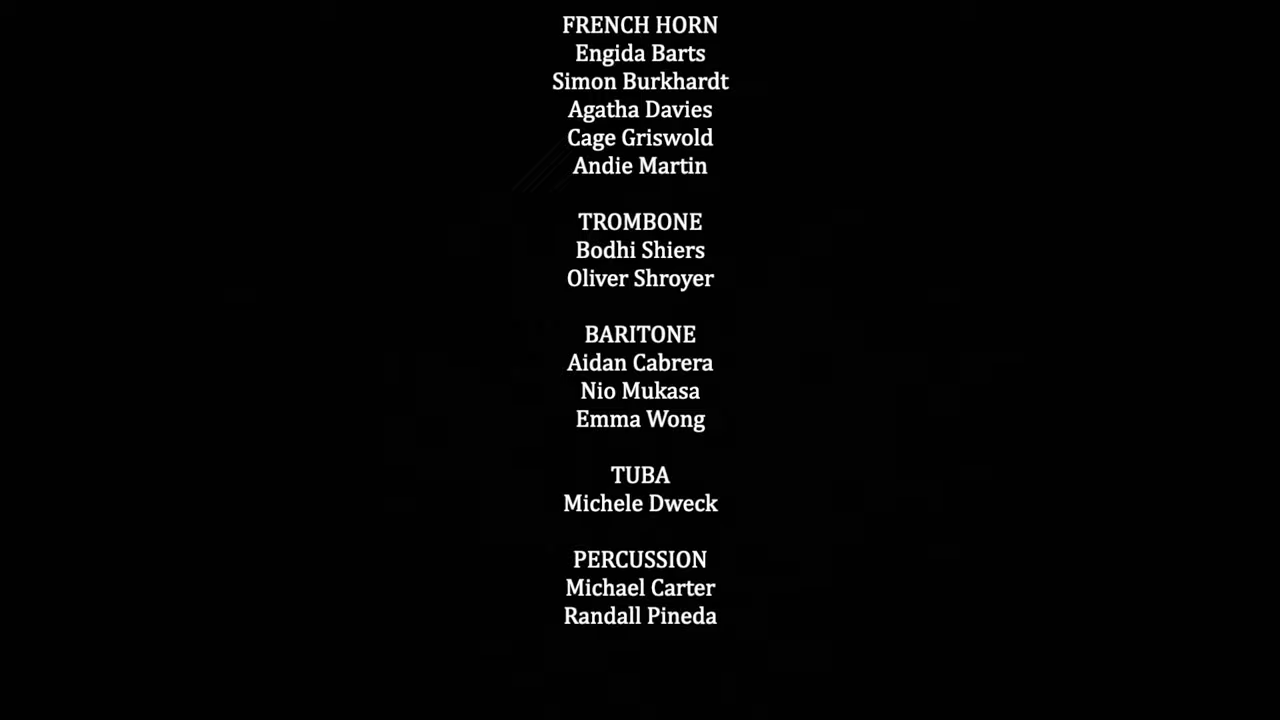 FRENCH HORN
Engida Barts
Simon Burkhardt
Agatha Davies
Cage Griswold
Andie Martin
TROMBONE
Bodhi Shiers
Oliver Shroyer
BARITONE
Aidan Cabrera
Nio Mukasa
Emma Wong
TUBA
Michele Dweck
PERCUSSION
Michael Carter
Randall Pineda